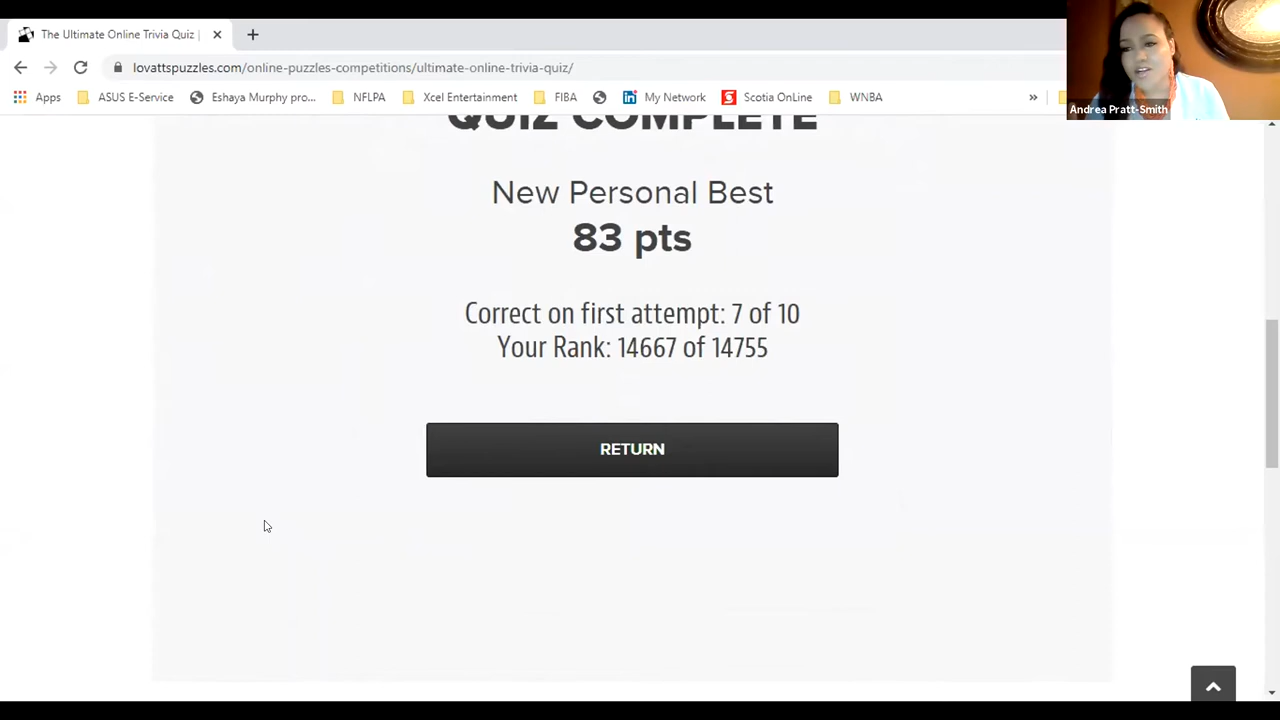 The Ultimate Online Trivia Quiz |
lovattspuzzles.com/online-puzzles-competitions/ultimate-online-trivia-quiz/
Apps ASUS E-Service Eshaya Murphy pro... NFLPA Xcel Entertainment FIBA My Network Scotia OnLine WNBA »
Andrea Pratt-Smith
QUIZ COMPLETE
New Personal Best
83 pts
Correct on first attempt: 7 of 10
Your Rank: 14667 of 14755
RETURN